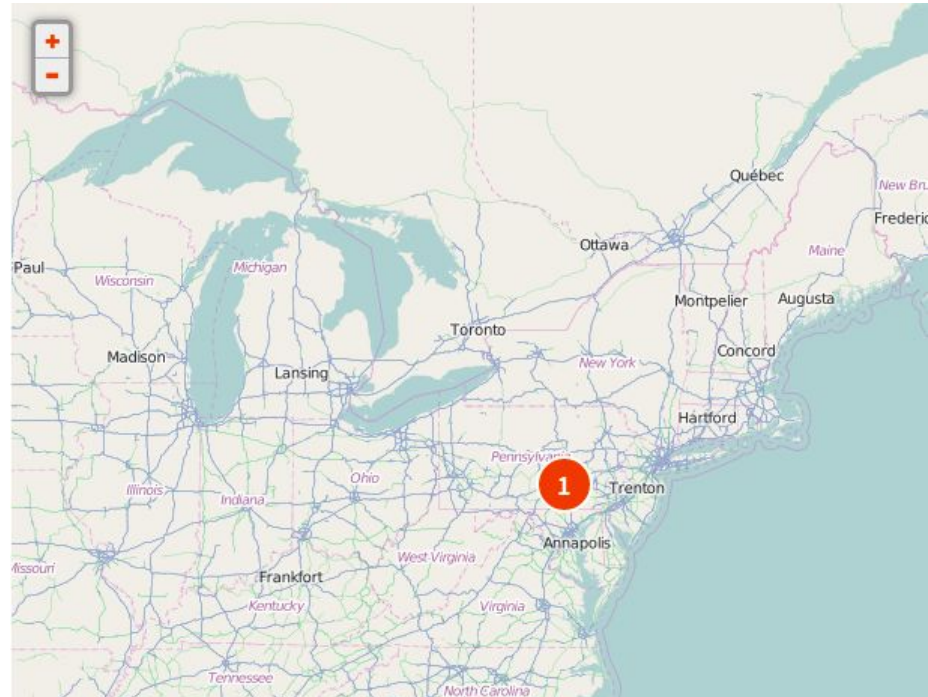 +
-
Québec
New Bru
Frederic
Ottawa
Maine
Paul
Michigan
Wisconsin
Montpelier
Augusta
Toronto
Madison
Concord
New York
Lansing
Hartford
Pennsylvania
Ohio
1
Trenton
Illinois
Indiana
Annapolis
West Virginia
Missouri
Frankfort
Kentucky
Virginia
Tennessee
North Carolina